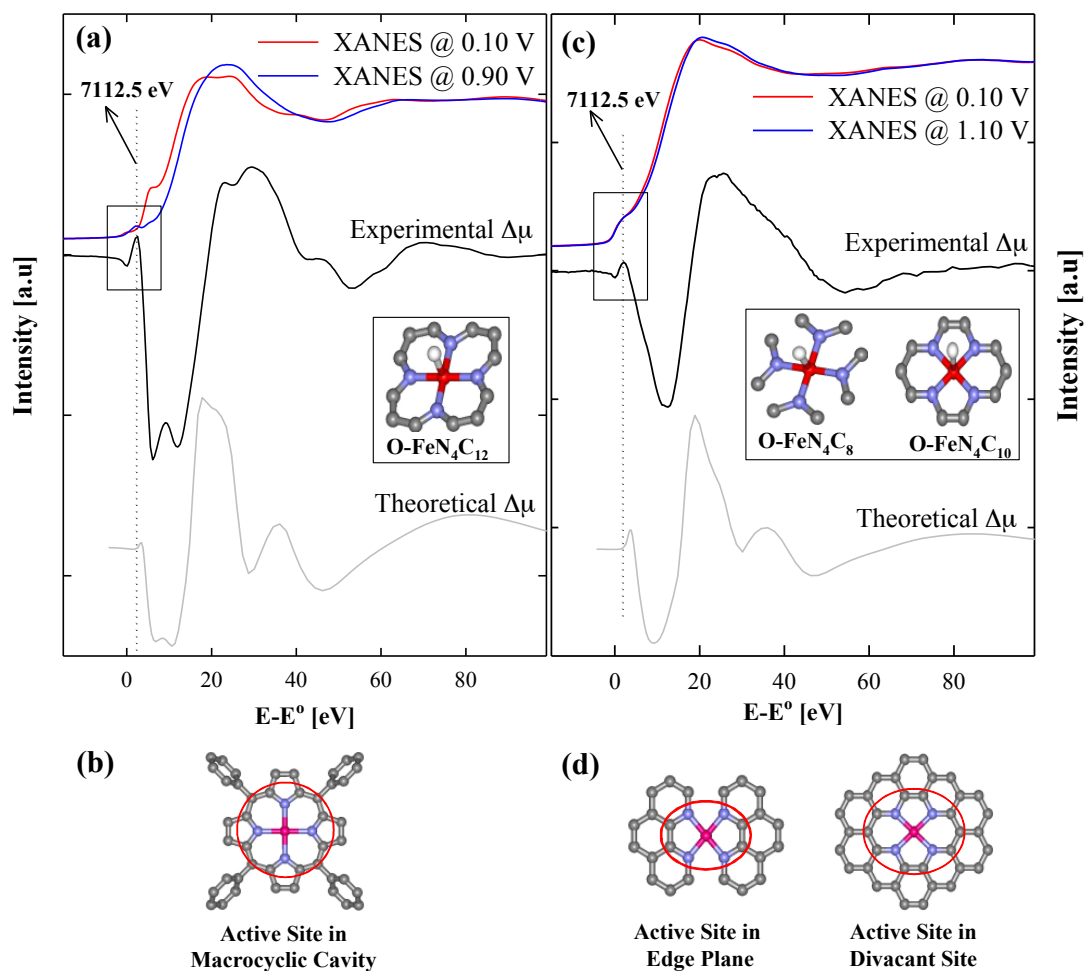 (a)
XANES @ 0.10 V
XANES @ 0.90 V
7112.5 eV
Experimental Δμ
O-FeN₄C₁₂
Theoretical Δμ
Intensity [a.u]
0 20 40 60 80
E-Eº [eV]
(c)
7112.5 eV
XANES @ 0.10 V
XANES @ 1.10 V
Experimental Δμ
O-FeN₄C₈
O-FeN₄C₁₀
Theoretical Δμ
Intensity [a.u]
0 20 40 60 80
E-Eº [eV]
(b)
Active Site in
Macrocyclic Cavity
(d)
Active Site in
Edge Plane
Active Site in
Divacant Site